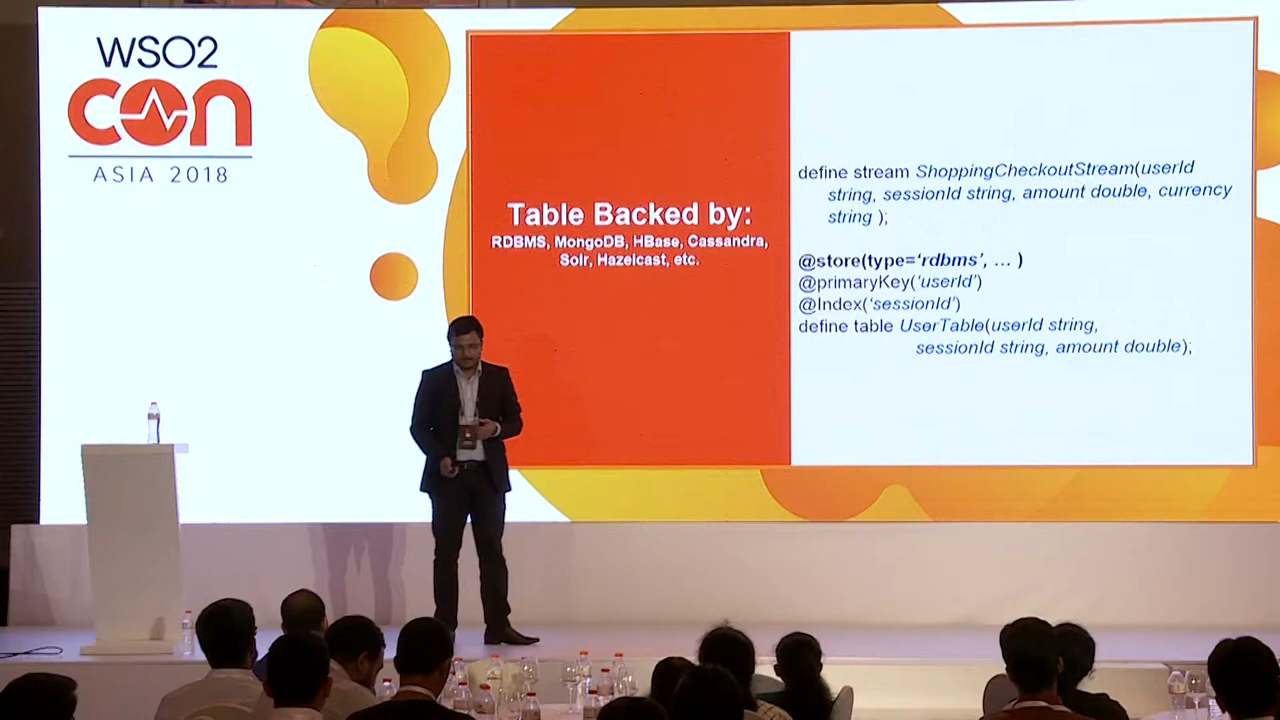 WSO2
con
ASIA 2018
Table Backed by:
RDBMS, MongoDB, HBase, Cassandra,
Solr, Hazelcast, etc.
define stream ShoppingCheckoutStream(userId
string, sessionId string, amount double, currency
string );
@store(type=‘rdbms’, … )
@primaryKey(‘userId’)
@Index(‘sessionId’)
define table UserTable(userId string,
sessionId string, amount double);